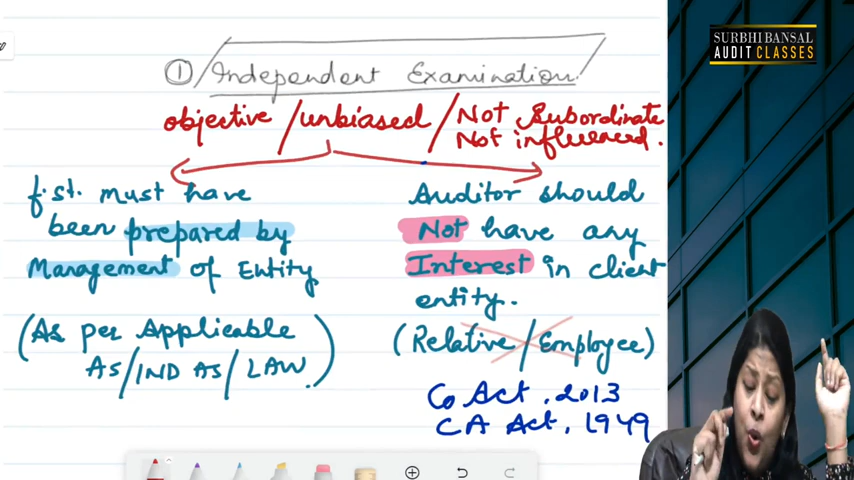 SURBHI BANSAL
AUDIT CLASSES
① Independent Examination
objective / unbiased / Not Subordinate
Not influenced.
f.st. must have
been prepared by
Management of Entity
(As per Applicable
AS/IND AS/LAW.)
Auditor should
Not have any
Interest in client
entity.
(Relative/Employee)
Co Act, 2013
CA Act, 1949